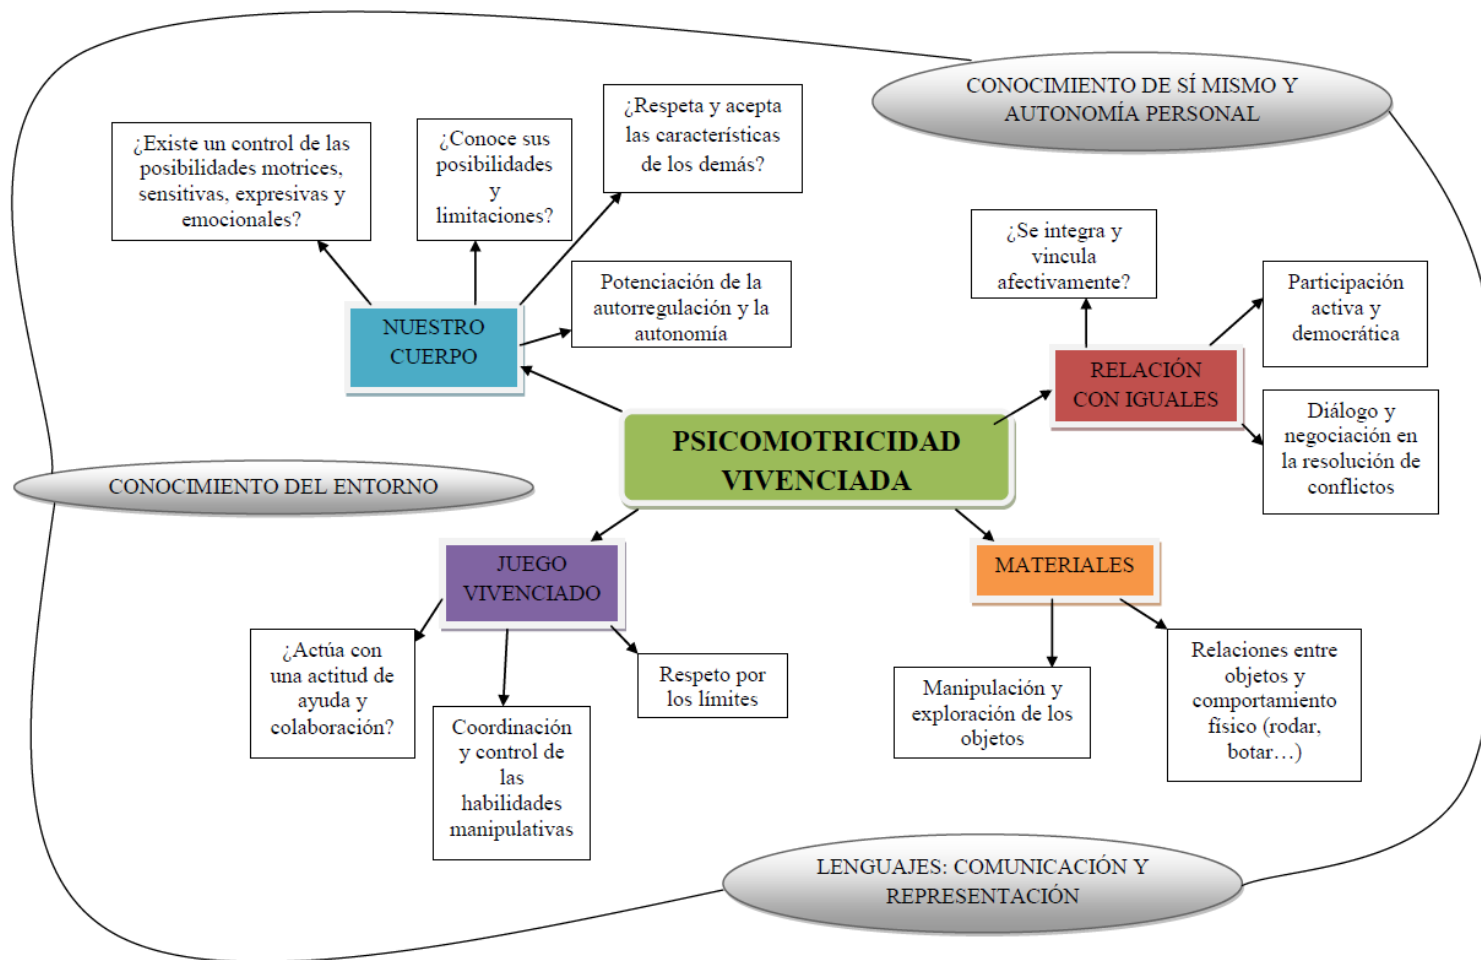 CONOCIMIENTO DE SÍ MISMO Y
AUTONOMÍA PERSONAL
¿Existe un control de las
posibilidades motrices,
sensitivas, expresivas y
emocionales?
¿Conoce sus
posibilidades
y
limitaciones?
¿Respeta y acepta
las características
de los demás?
Potenciación de la
autorregulación y la
autonomía
NUESTRO
CUERPO
¿Se integra y
vincula
afectivamente?
Participación
activa y
democrática
RELACIÓN
CON IGUALES
Diálogo y
negociación en
la resolución de
conflictos
PSICOMOTRICIDAD
VIVENCIADA
CONOCIMIENTO DEL ENTORNO
JUEGO
VIVENCIADO
MATERIALES
¿Actúa con
una actitud de
ayuda y
colaboración?
Coordinación
y control de
las
habilidades
manipulativas
Respeto por
los límites
Manipulación y
exploración de los
objetos
Relaciones entre
objetos y
comportamiento
físico (rodar,
botar…)
LENGUAJES: COMUNICACIÓN Y
REPRESENTACIÓN